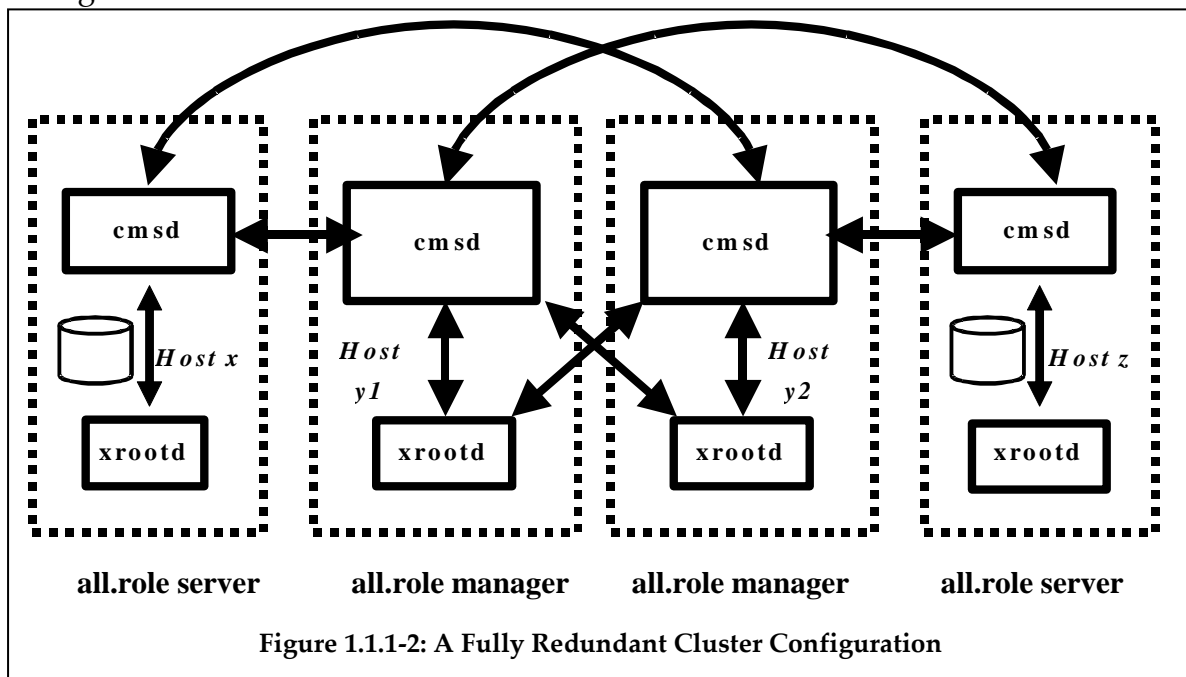 cmsd
cmsd
cmsd
cmsd
Host x
Host
y1
Host
y2
Host z
xrootd
xrootd
xrootd
xrootd
all.role server
all.role manager
all.role manager
all.role server
Figure 1.1.1-2: A Fully Redundant Cluster Configuration